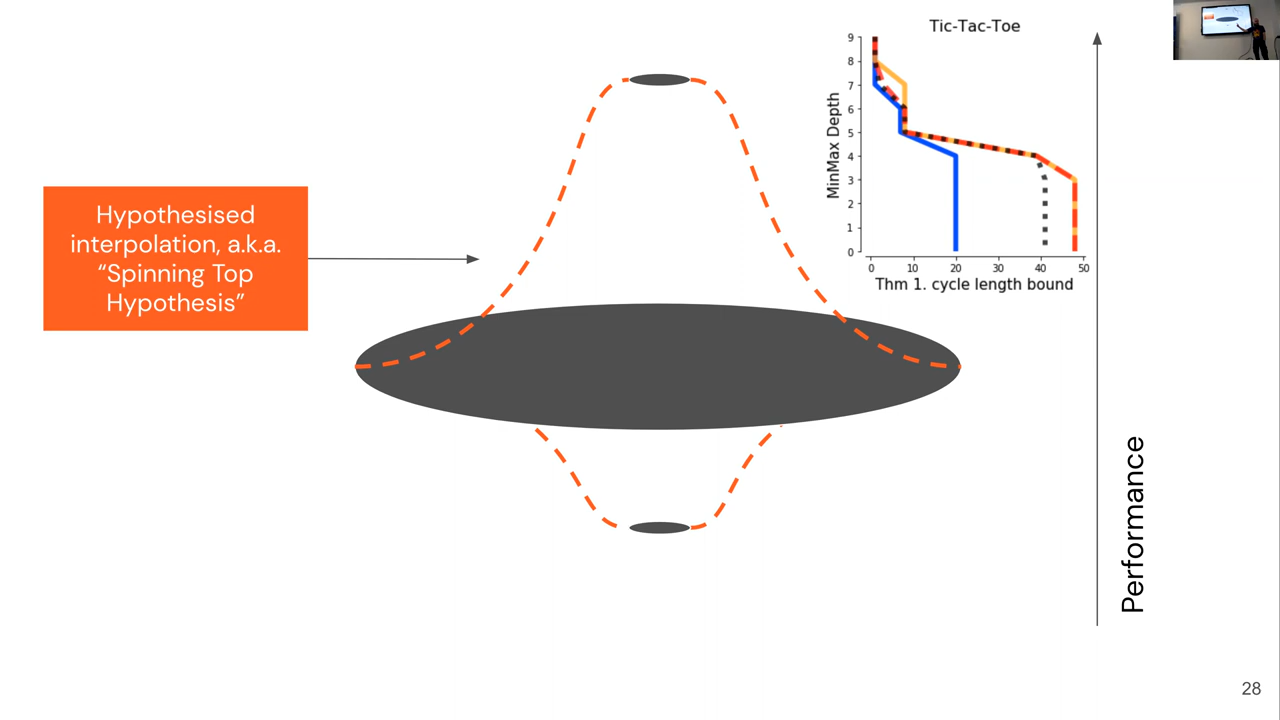 Hypothesised
interpolation, a.k.a.
“Spinning Top
Hypothesis”
Tic-Tac-Toe
MinMax Depth
9
8
7
6
5
4
3
2
1
0
0 10 20 30 40 50
Thm 1. cycle length bound
Performance
28